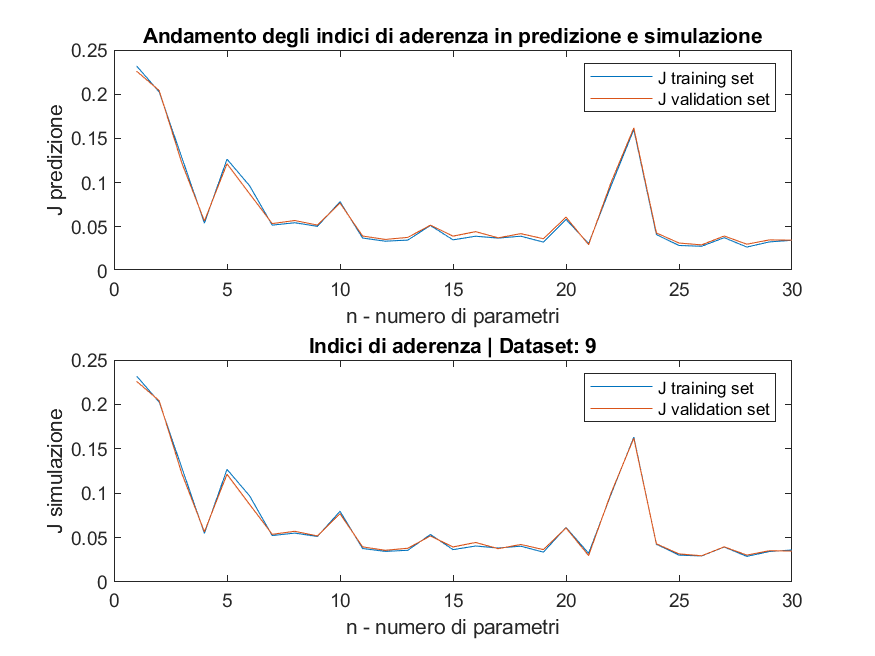 Andamento degli indici di aderenza in predizione e simulazione
J predizione
0.25
0.2
0.15
0.1
0.05
0
J training set
J validation set
0 5 10 15 20 25 30
n - numero di parametri
Indici di aderenza | Dataset: 9
J simulazione
0.25
0.2
0.15
0.1
0.05
0
J training set
J validation set
0 5 10 15 20 25 30
n - numero di parametri